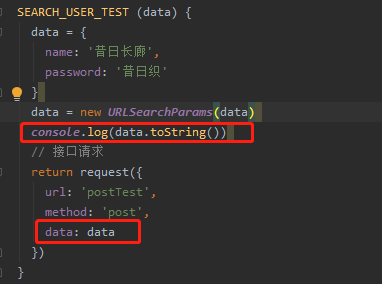 SEARCH_USER_TEST (data) {
data = {
name: '昔日长廊',
password: '昔日织'
}
data = new URLSearchParams(data)
console.log(data.toString())
// 接口请求
return request({
url: 'postTest',
method: 'post',
data: data
})
}